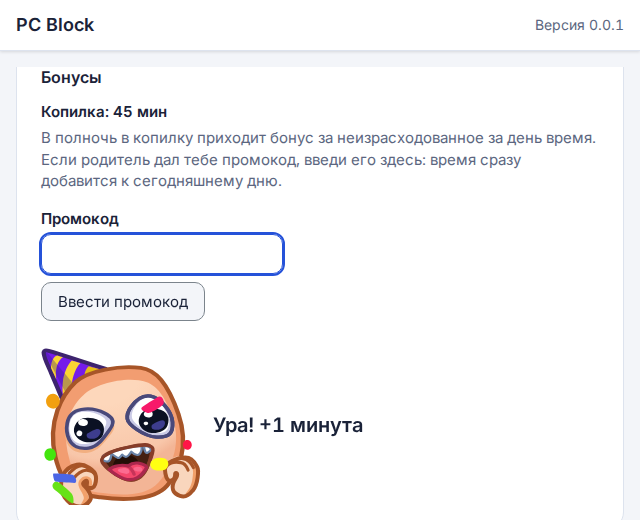 PC Block
Версия 0.0.1
Бонусы
Копилка: 45 мин
В полночь в копилку приходит бонус за неизрасходованное за день время.
Если родитель дал тебе промокод, введи его здесь: время сразу
добавится к сегодняшнему дню.
Промокод
Ввести промокод
Ура! +1 минута